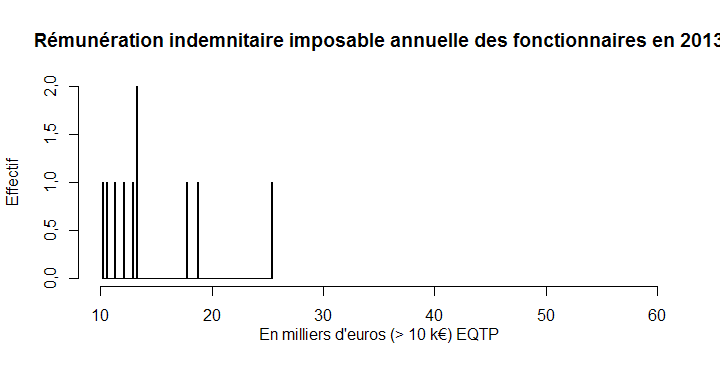 Rémunération indemnitaire imposable annuelle des fonctionnaires en 2013
Effectif
2,0
1,5
1,0
0,5
0,0
10 20 30 40 50 60
En milliers d'euros (> 10 k€) EQTP